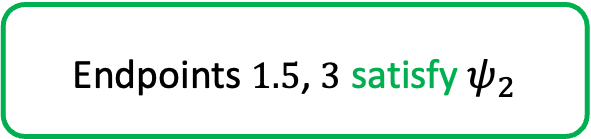 Endpoints 1.5, 3 satisfy ψ₂